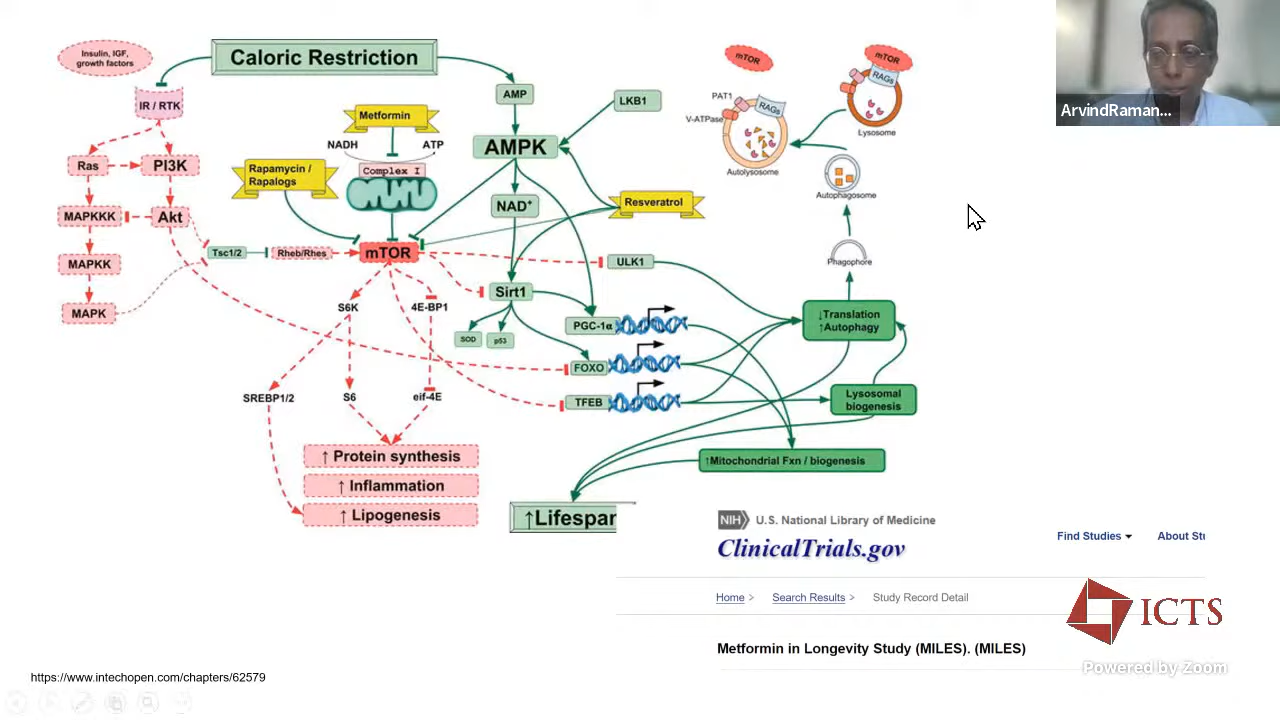 Insulin, IGF,
growth factors
Caloric Restriction
IR / RTK
AMP
LKB1
mTOR
mTOR
RAGs
Lysosome
PAT1
RAGs
V-ATPase
Autolysosome
Metformin
NADH
ATP
Complex I
AMPK
Ras
PI3K
Rapamycin /
Rapalogs
Autophagosome
NAD⁺
Resveratrol
MAPKKK
Akt
Tsc1/2
Rheb/Rhes
mTOR
ULK1
Phagophore
MAPKK
Sirt1
MAPK
S6K
4E-BP1
SOD
p53
PGC-1α
↓Translation
↑Autophagy
FOXO
TFEB
SREBP1/2
S6
eif-4E
Lysosomal
biogenesis
↑ Protein synthesis
↑Mitochondrial Fxn / biogenesis
↑ Inflammation
↑ Lipogenesis
↑Lifespan
NIH U.S. National Library of Medicine
ClinicalTrials.gov
Find Studies
About Stu
Home >
Search Results >
Study Record Detail
Metformin in Longevity Study (MILES). (MILES)
ICTS
Powered by Zoom
https://www.intechopen.com/chapters/62579
ArvindRaman...